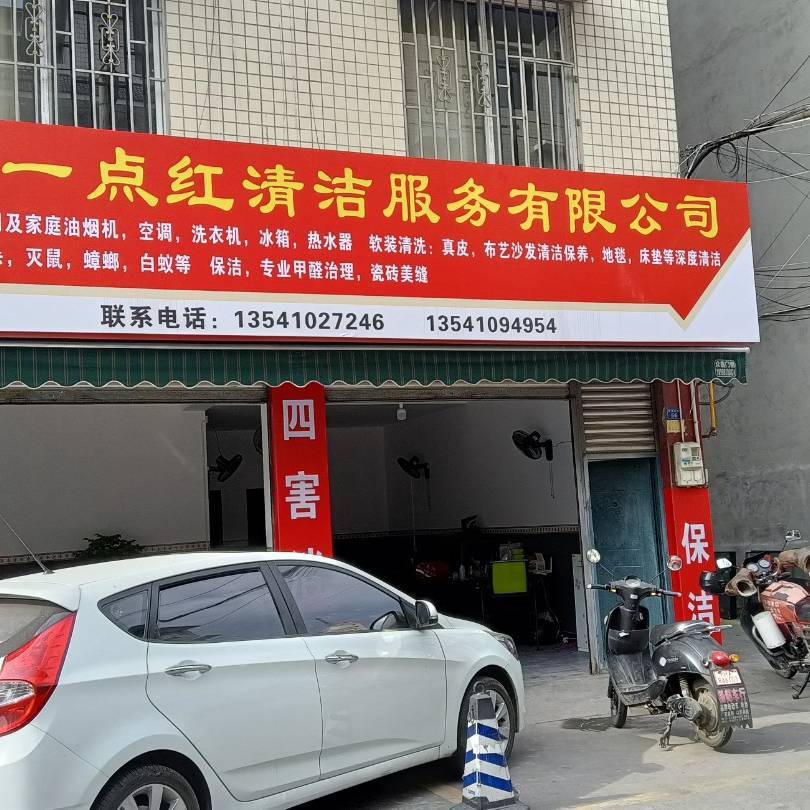 一点红清洁服务有限公司
及家庭油烟机，空调，洗衣机，冰箱，热水器 软装清洗：真皮，布艺沙发清洁保养，地毯，床垫等深度清洁
，灭鼠，蟑螂，白蚁等 保洁，专业甲醛治理，瓷砖美缝
联系电话：13541027246 13541094954
四害
保洁